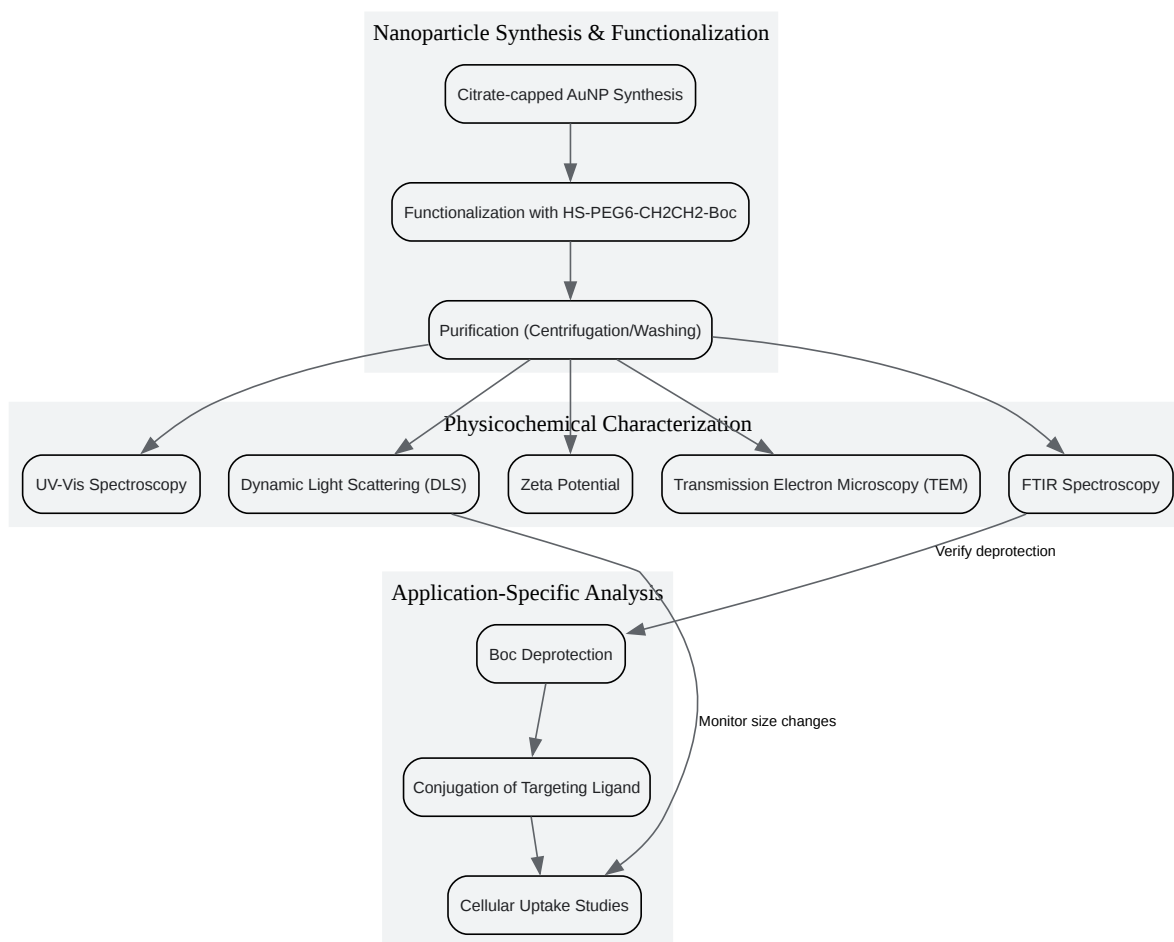 Nanoparticle Synthesis & Functionalization
Citrate-capped AuNP Synthesis
Functionalization with HS-PEG6-CH2CH2-Boc
Purification (Centrifugation/Washing)
Physicochemical Characterization
UV-Vis Spectroscopy
Dynamic Light Scattering (DLS)
Zeta Potential
Transmission Electron Microscopy (TEM)
FTIR Spectroscopy
Verify deprotection
Application-Specific Analysis
Boc Deprotection
Monitor size changes
Conjugation of Targeting Ligand
Cellular Uptake Studies